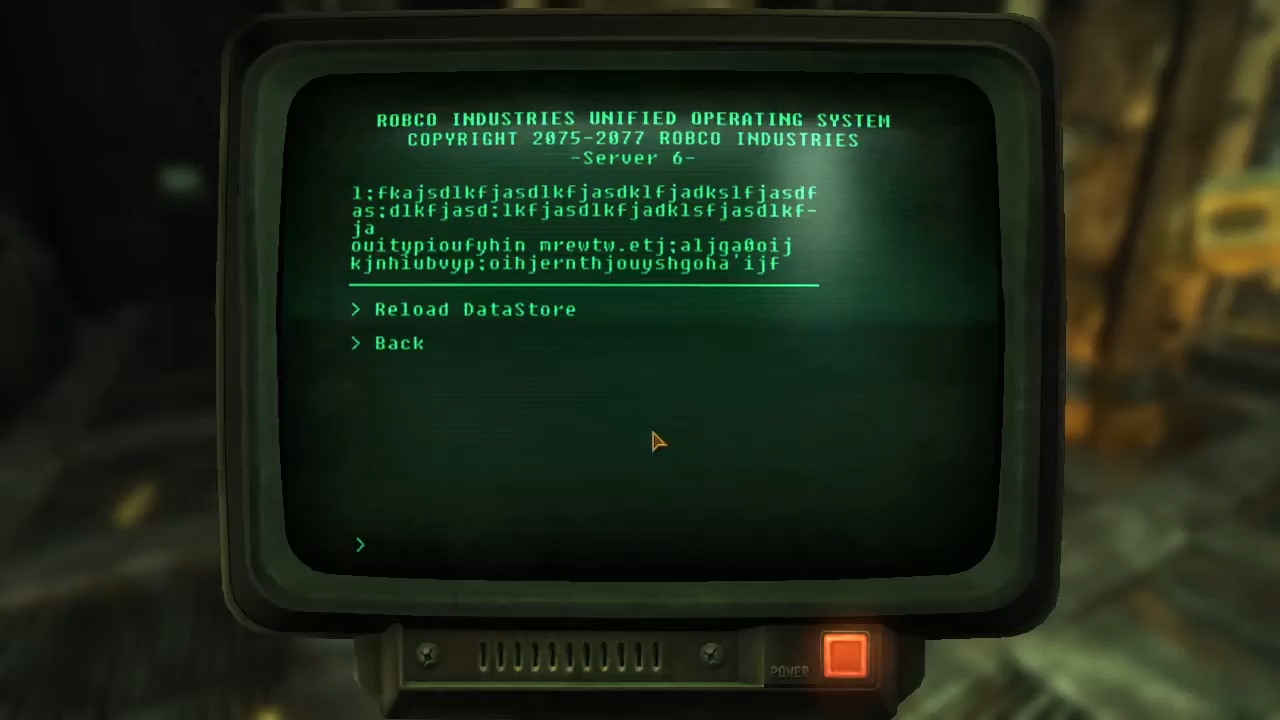 ROBCO INDUSTRIES UNIFIED OPERATING SYSTEM
COPYRIGHT 2075-2077 ROBCO INDUSTRIES
-Server 6-
l;fkajsdlkfjasdlkfjasdklfjadkslfjasdf
as;dlkfjasd;lkfjasdlkfjadklsfjasdlkf-
ja
ouitypioufyhin mrewtw.etj;aljga0oij
kjnhiubvyp;oihjernthjouyshgoha'ijf
> Reload DataStore
> Back
>
POWER